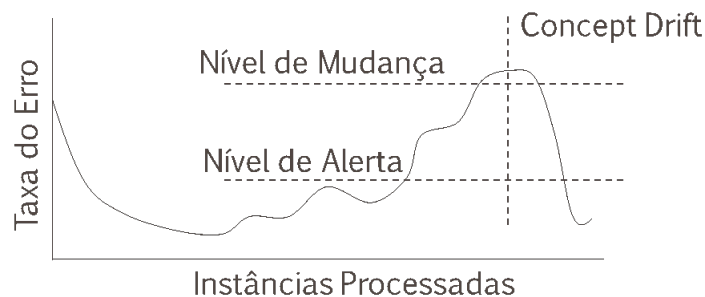 Concept Drift
Nível de Mudança
Nível de Alerta
Taxa do Erro
Instâncias Processadas